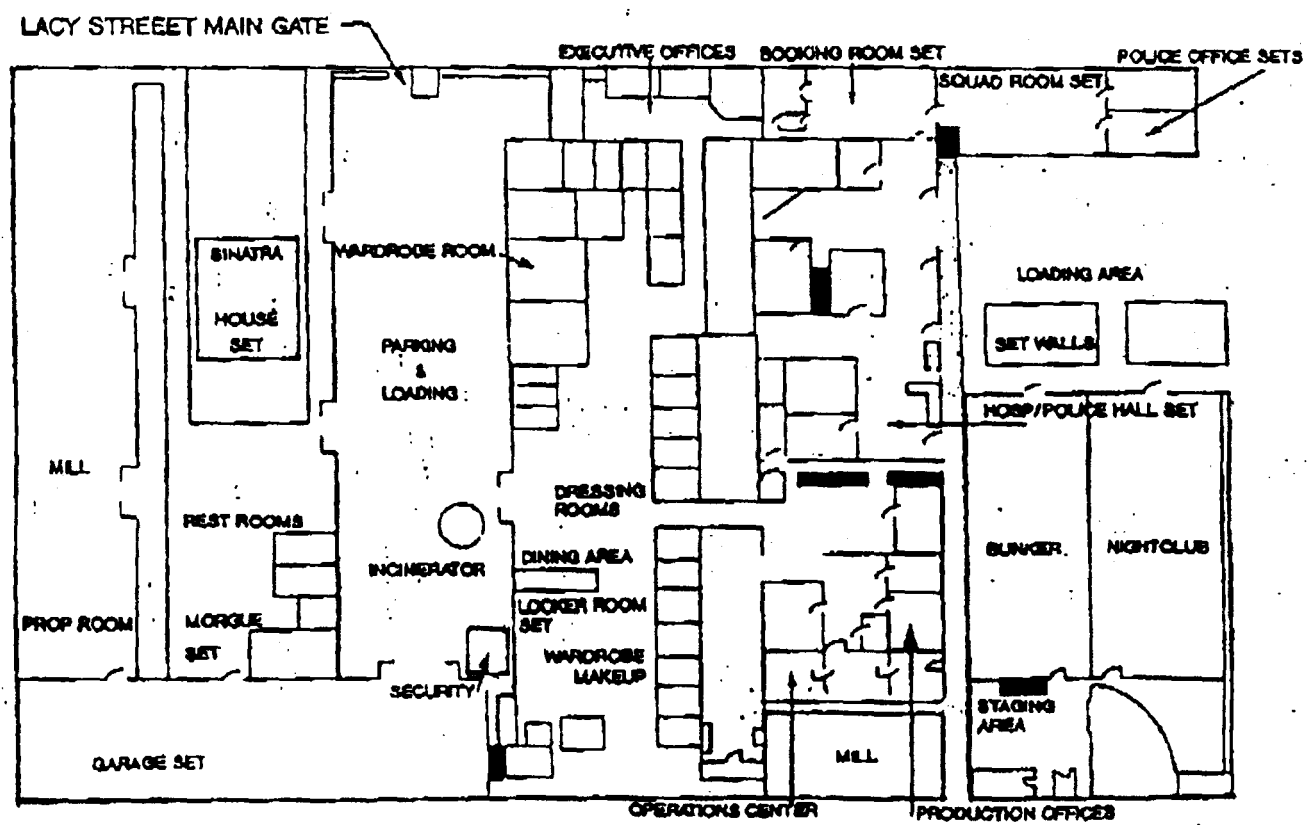 LACY STREEET MAIN GATE
EXECUTIVE OFFICES
BOOKING ROOM SET
POLICE OFFICE SETS
SQUAD ROOM SET
SINATRA
HOUSE
SET
WARDROBE ROOM
LOADING AREA
PARKING
&
LOADING
SET WALLS
HOSP/POLICE HALL SET
MILL
DRESSING
ROOMS
REST ROOMS
BUNKER
NIGHTCLUB
DINING AREA
INCINERATOR
LOCKER ROOM
SET
PROP ROOM
MORGUE
SET
WARDROBE
MAKEUP
SECURITY
STAGING
AREA
GARAGE SET
MILL
OPERATIONS CENTER
PRODUCTION OFFICES